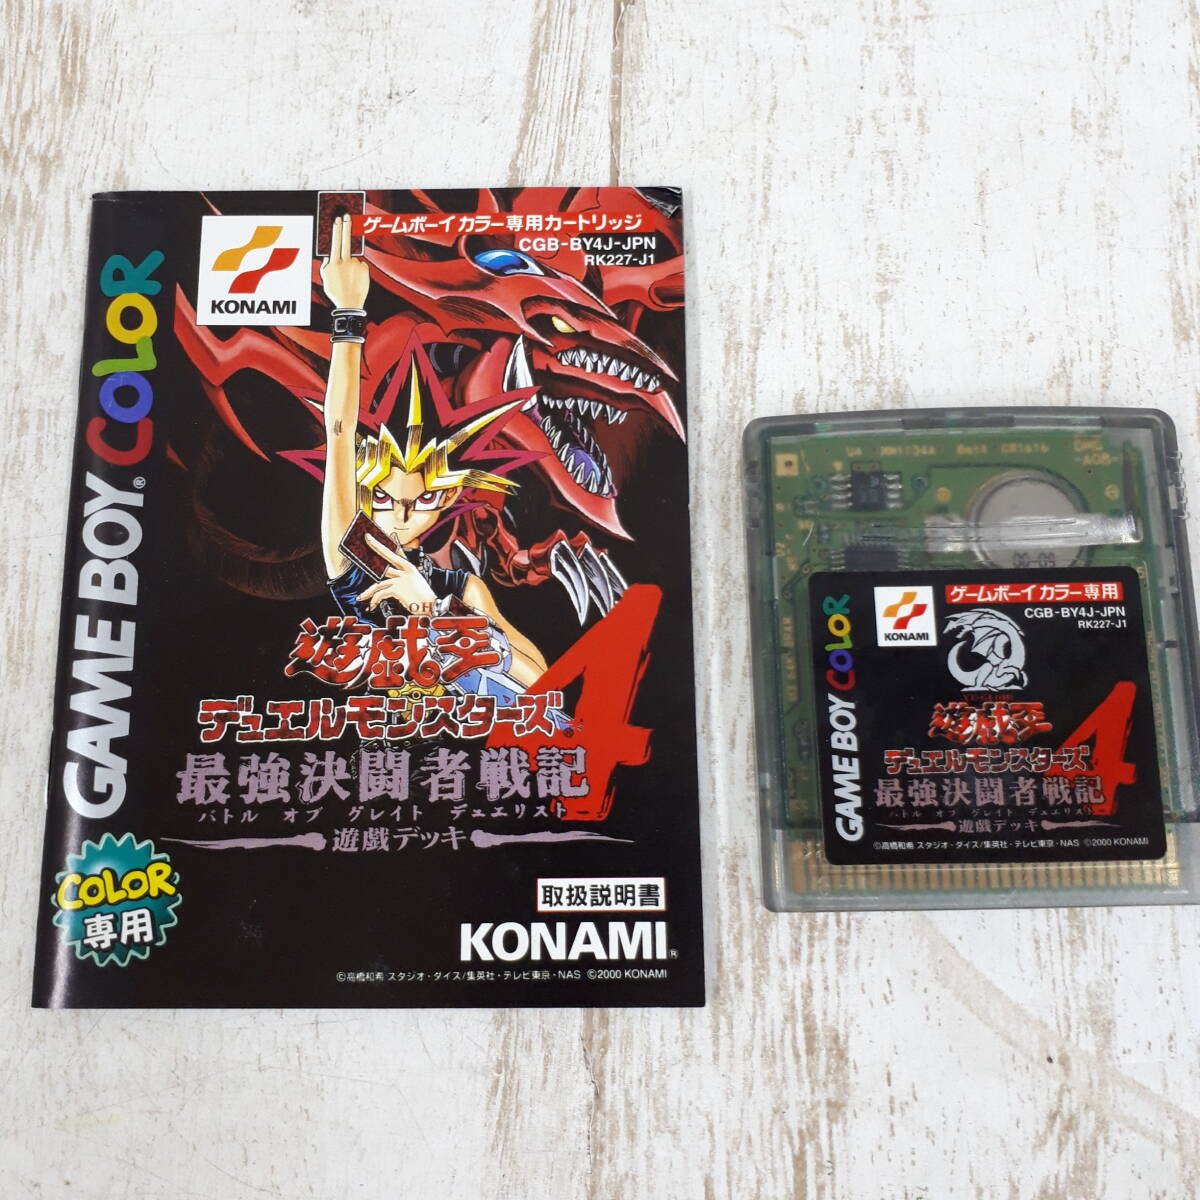 ゲームボーイ カラー専用カートリッジ
CGB-BY4J-JPN
RK227-J1
KONAMI
GAME BOY® COLOR
遊戯王
デュエルモンスターズ®
4
最強決闘者戦記
バトル オブ グレイト デュエリスト
遊戯デッキ
COLOR
専用
取扱説明書
KONAMI®
©高橋和希 スタジオ・ダイス/集英社・テレビ東京・NAS ©2000 KONAMI
ゲームボーイ カラー専用
CGB-BY4J-JPN
RK227-J1
KONAMI
GAME BOY COLOR
YU-GI-OH!
遊戯王
デュエルモンスターズ
4
最強決闘者戦記
バトル オブ グレイト デュエリスト
遊戯デッキ
©高橋和希 スタジオ・ダイス/集英社・テレビ東京・NAS ©2000 KONAMI